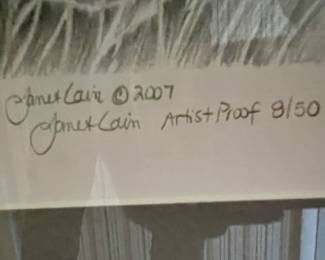 Janet Cain © 2007
Janet Cain Artist Proof 8/50